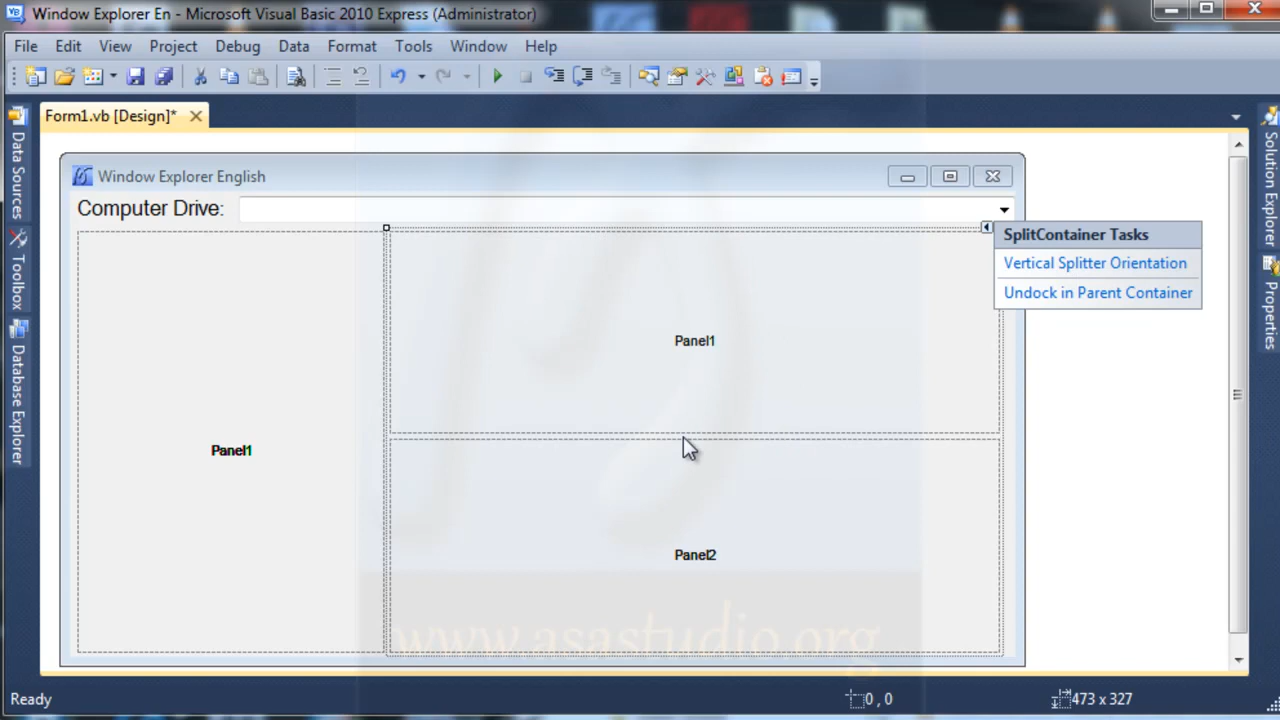 Window Explorer En - Microsoft Visual Basic 2010 Express (Administrator)
File Edit View Project Debug Data Format Tools Window Help
Form1.vb [Design]*
Data Sources
Toolbox
Database Explorer
Window Explorer English
Computer Drive:
SplitContainer Tasks
Vertical Splitter Orientation
Undock in Parent Container
Panel1
Panel1
Panel2
www.asastudio.org
Solution Explorer
Properties
Ready
0 , 0
473 x 327